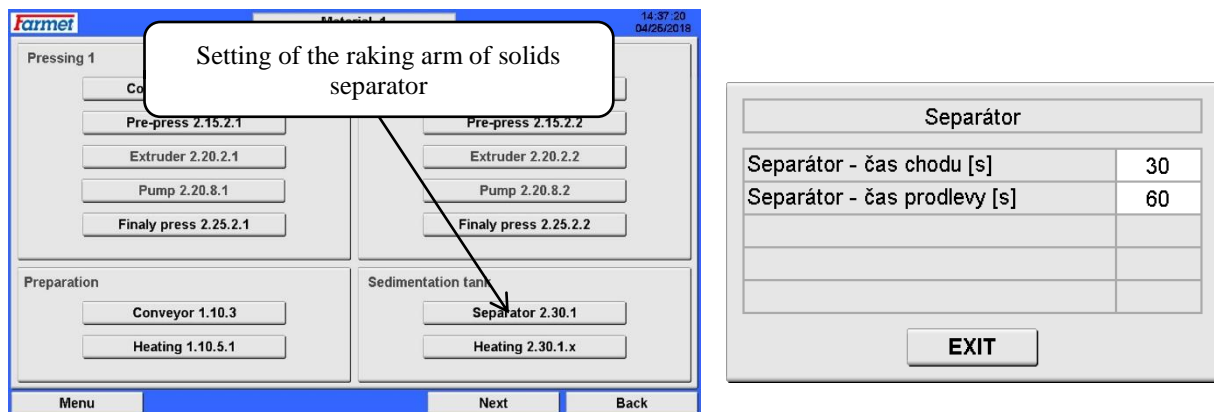 Farmet
Material 1
14:37:20
04/26/2018
Setting of the raking arm of solids
separator
Pressing 1
Pre-press 2.15.2.1
Pre-press 2.15.2.2
Extruder 2.20.2.1
Extruder 2.20.2.2
Pump 2.20.8.1
Pump 2.20.8.2
Finaly press 2.25.2.1
Finaly press 2.25.2.2
Preparation
Conveyor 1.10.3
Heating 1.10.5.1
Sedimentation tank
Separator 2.30.1
Heating 2.30.1.x
Menu
Next
Back
Separátor
Separátor - čas chodu [s] 30
Separátor - čas prodlevy [s] 60
EXIT